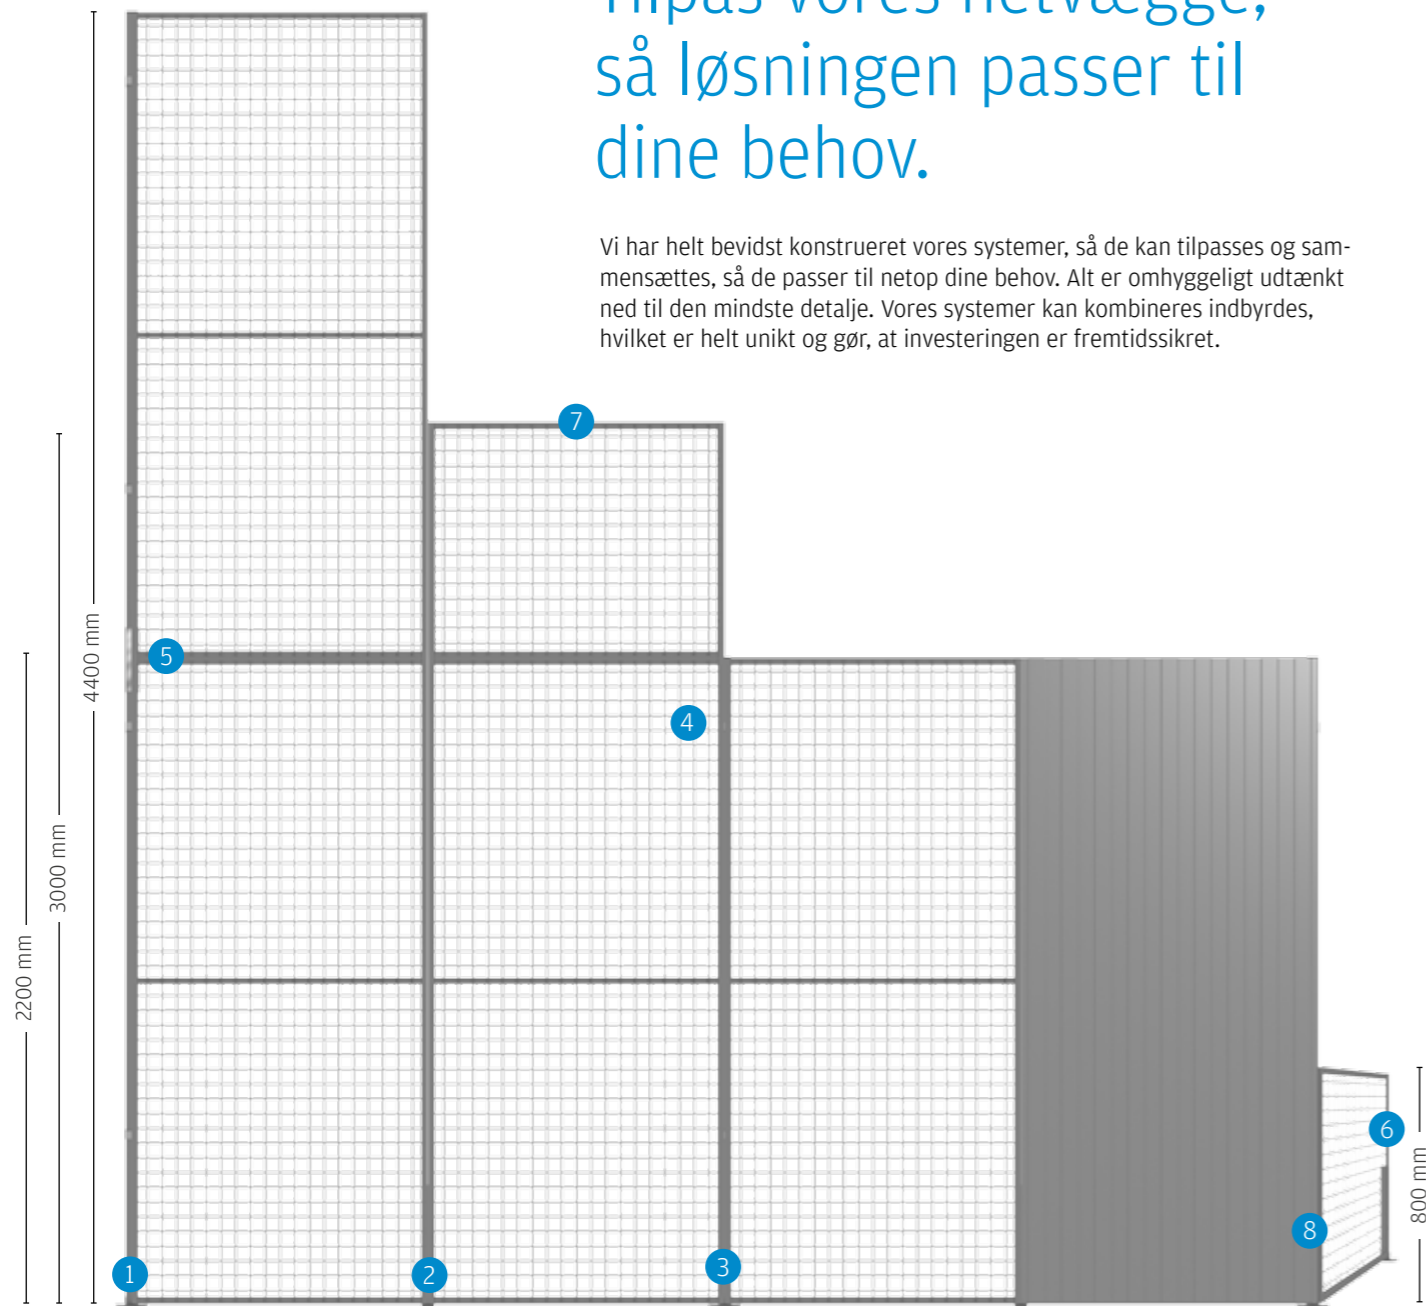 Tilpas vores netvægge,
så løsningen passer til
dine behov.
Vi har helt bevidst konstrueret vores systemer, så de kan tilpasses og sam-
mensættes, så de passer til netop dine behov. Alt er omhyggeligt udtænkt
ned til den mindste detalje. Vores systemer kan kombineres indbyrdes,
hvilket er helt unikt og gør, at investeringen er fremtidssikret.
7
5
4400 mm
4
3000 mm
2200 mm
6
800 mm
8
1
2
3